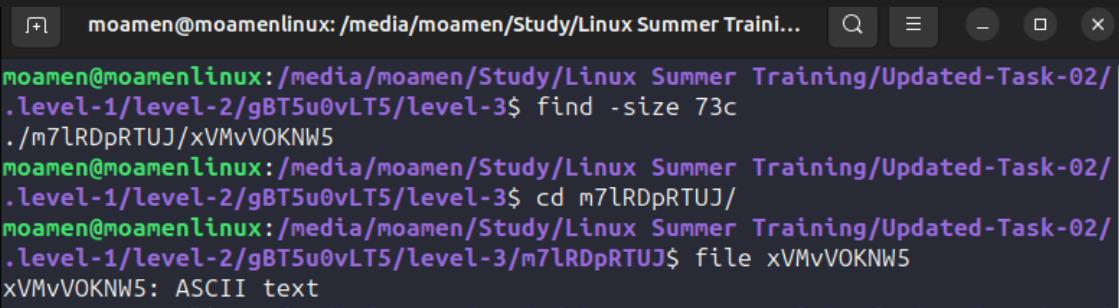 moamen@moamenlinux: /media/moamen/Study/Linux Summer Traini...
moamen@moamenlinux:/media/moamen/Study/Linux Summer Training/Updated-Task-02/
.level-1/level-2/gBT5u0vLT5/level-3$ find -size 73c
./m7lRDpRTUJ/xVMvVOKNW5
moamen@moamenlinux:/media/moamen/Study/Linux Summer Training/Updated-Task-02/
.level-1/level-2/gBT5u0vLT5/level-3$ cd m7lRDpRTUJ/
moamen@moamenlinux:/media/moamen/Study/Linux Summer Training/Updated-Task-02/
.level-1/level-2/gBT5u0vLT5/level-3/m7lRDpRTUJ$ file xVMvVOKNW5
xVMvVOKNW5: ASCII text